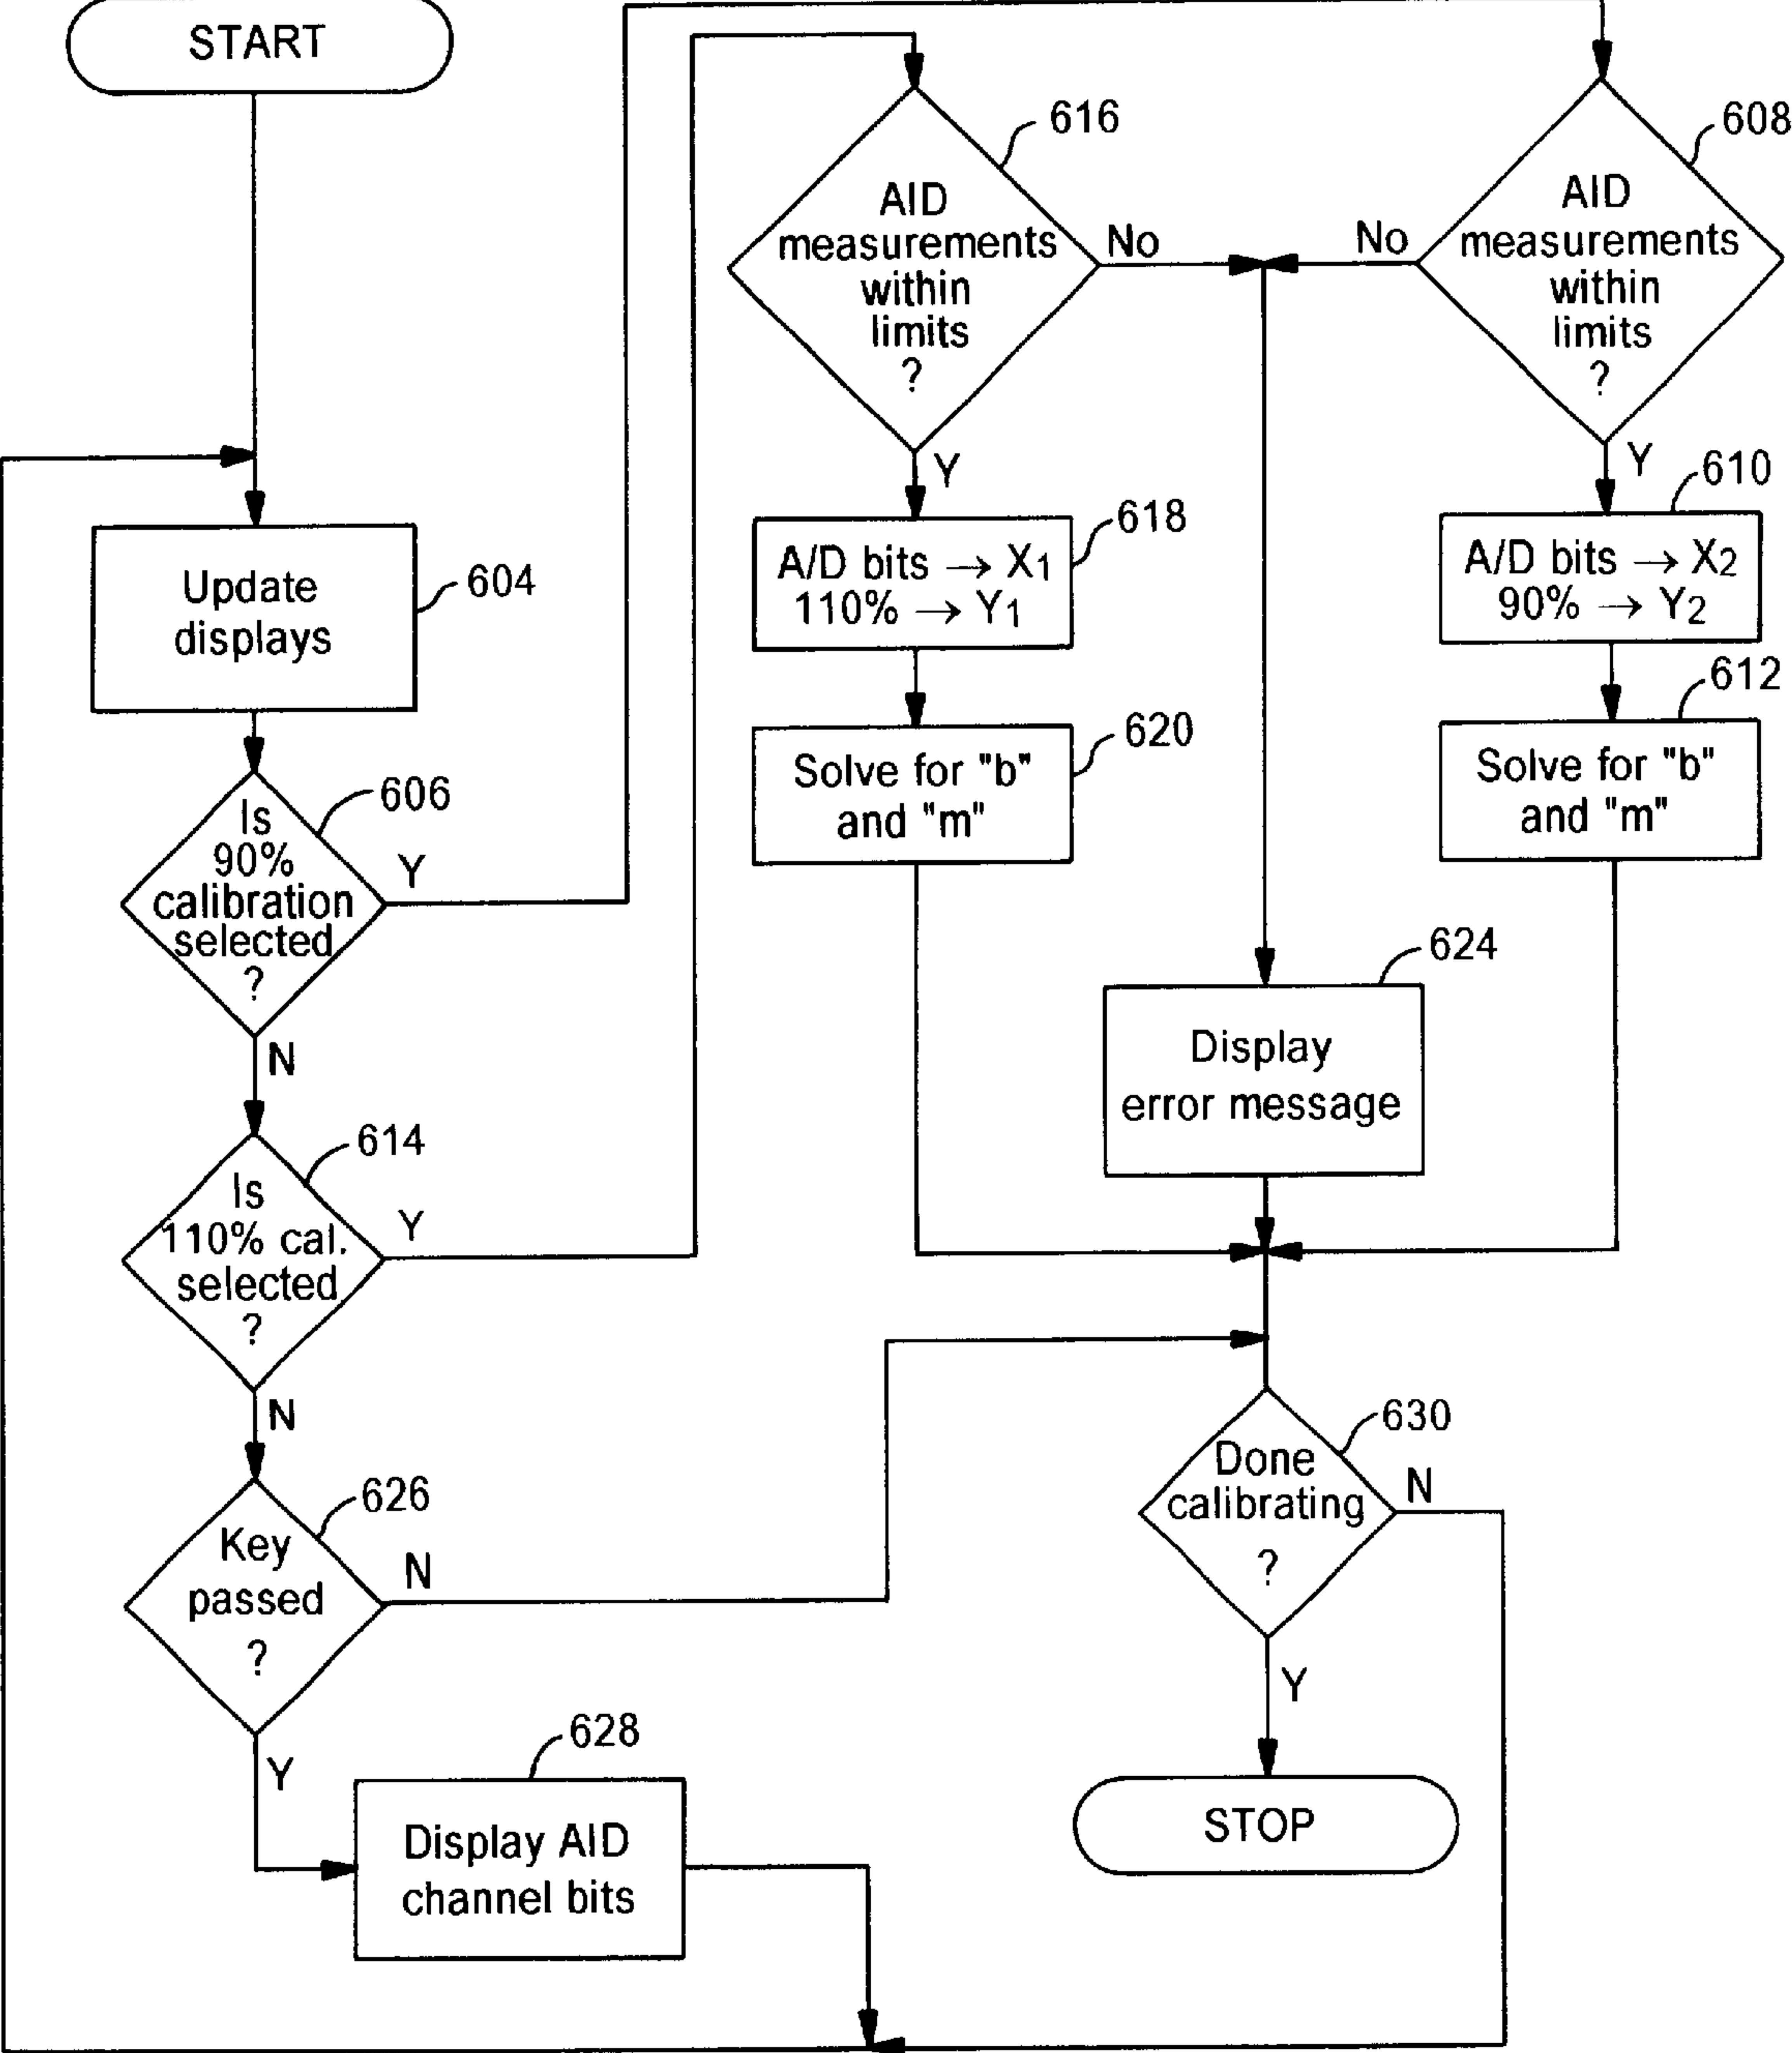 START
616
608
AID
measurements
within
limits
?
No
No
AID
measurements
within
limits
?
Y
Y
618
610
A/D bits → X1
110% → Y1
A/D bits → X2
90% → Y2
Update
displays
604
620
612
Solve for "b"
and "m"
Solve for "b"
and "m"
606
Is
90%
calibration
selected
?
Y
N
624
Display
error message
614
Is
110% cal.
selected
?
Y
N
626
Key
passed
?
N
Y
630
Done
calibrating
?
N
Y
628
Display AID
channel bits
STOP